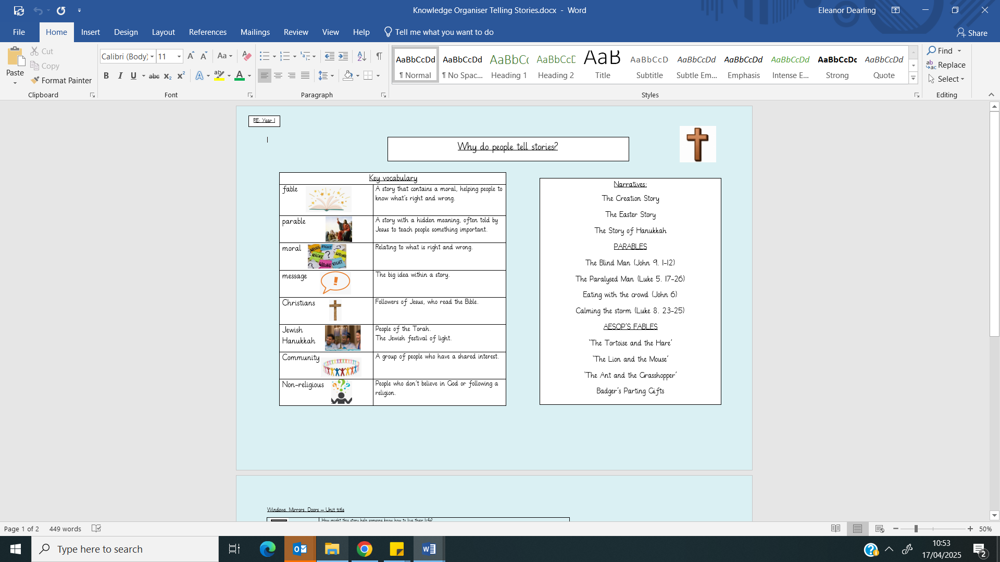 Knowledge Organiser Telling Stories.docx - Word
Eleanor Dearling
File Home Insert Design Layout References Mailings Review View Help Tell me what you want to do
Share
Paste
Cut
Copy
Format Painter
Clipboard
Calibri (Body) 11
Font
Paragraph
AaBbCcDd AaBbCcDd AaBbCc AaBbCcD AaB AaBbCcD AaBbCcDd AaBbCcDd AaBbCcDd AaBbCcDc AaBbCcDd
¶ Normal ¶ No Spac... Heading 1 Heading 2 Title Subtitle Subtle Em... Emphasis Intense E... Strong Quote
Styles
Find
Replace
Select
Editing
RE: Year 1
Why do people tell stories?
Key vocabulary
fable
A story that contains a moral, helping people to
know what's right and wrong.
parable
A story with a hidden meaning, often told by
Jesus to teach people something important.
moral
WRONG RIGHT ?
RIGHT ? WRONG
WRONG RIGHT
Relating to what is right and wrong.
message
!
The big idea within a story.
Christians
Followers of Jesus, who read the Bible.
Jewish
Hanukkah
People of the Torah.
The Jewish festival of light.
Community
A group of people who have a shared interest.
Non-religious
People who don't believe in God or following a
religion.
Narratives:
The Creation Story
The Easter Story
The Story of Hanukkah
PARABLES
The Blind Man (John 9. 1-12)
The Paralysed Man (Luke 5. 17-26)
Eating with the crowd (John 6)
Calming the storm (Luke 8. 23-25)
AESOP'S FABLES
'The Tortoise and the Hare'
'The Lion and the Mouse'
'The Ant and the Grasshopper'
Badger's Parting Gifts
Windows, Mirrors, Doors – Unit title
How might this story help someone know how to live their life?
Page 1 of 2 449 words
50%
Type here to search
10:53
17/04/2025
2